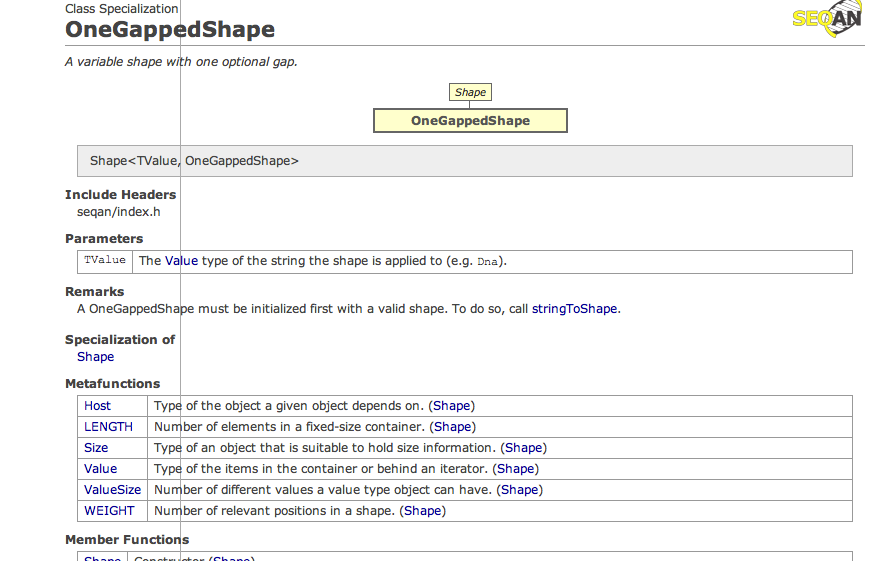 Class Specialization
OneGappedShape
SEQAN
A variable shape with one optional gap.
Shape
OneGappedShape
Shape<TValue, OneGappedShape>
Include Headers
seqan/index.h
Parameters
TValue The Value type of the string the shape is applied to (e.g. Dna).
Remarks
A OneGappedShape must be initialized first with a valid shape. To do so, call stringToShape.
Specialization of
Shape
Metafunctions
Host Type of the object a given object depends on. (Shape)
LENGTH Number of elements in a fixed-size container. (Shape)
Size Type of an object that is suitable to hold size information. (Shape)
Value Type of the items in the container or behind an iterator. (Shape)
ValueSize Number of different values a value type object can have. (Shape)
WEIGHT Number of relevant positions in a shape. (Shape)
Member Functions
Shape Constructor (Shape)